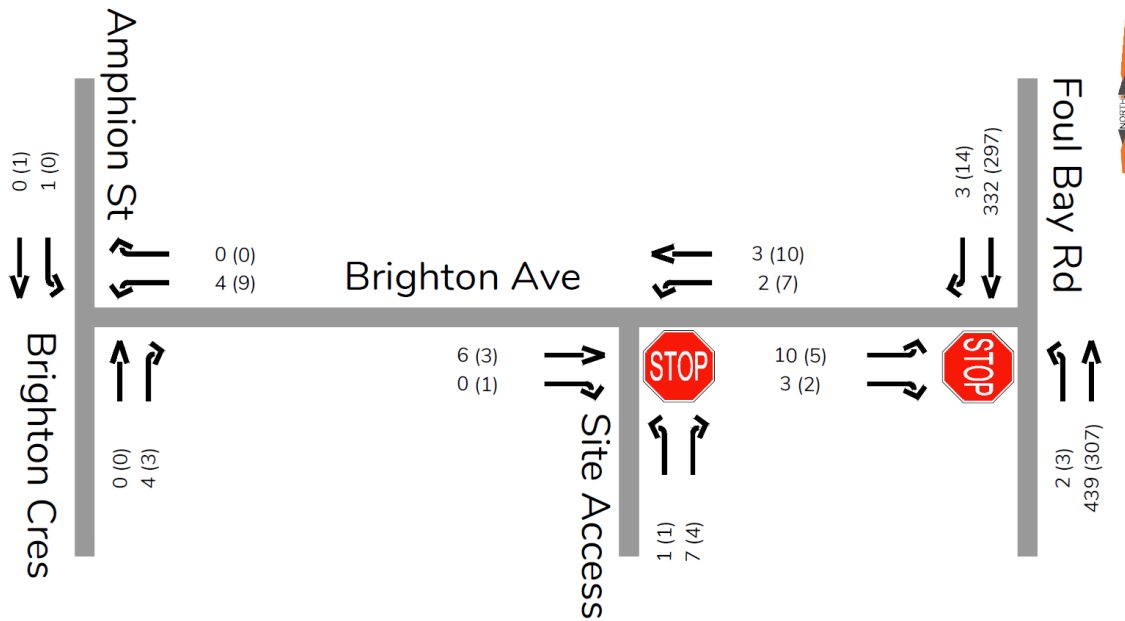 Amphion St
Foul Bay Rd
NORTH
0 (1)
1 (0)
3 (14)
332 (297)
0 (0)
4 (9)
Brighton Ave
3 (10)
2 (7)
Brighton Cres
6 (3)
0 (1)
STOP
10 (5)
3 (2)
STOP
Site Access
0 (0)
4 (3)
1 (1)
7 (4)
2 (3)
439 (307)